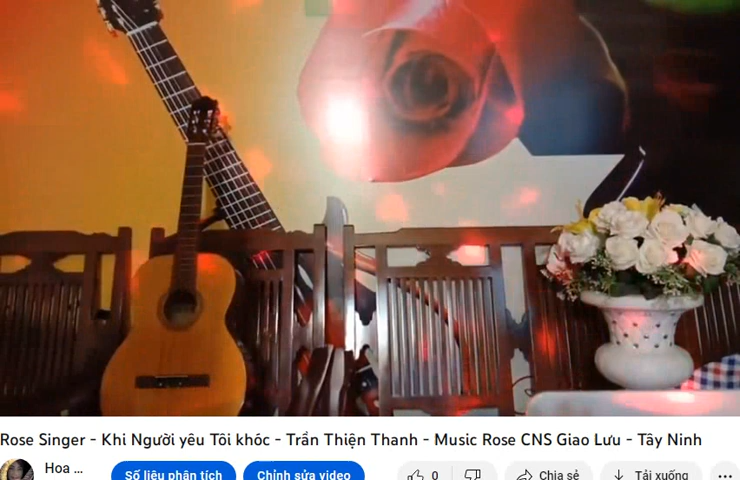 Rose Singer - Khi Người yêu Tôi khóc - Trần Thiện Thanh - Music Rose CNS Giao Lưu - Tây Ninh
Hoa ... Số liệu phân tích Chỉnh sửa video 0 Chia sẻ Tải xuống ...